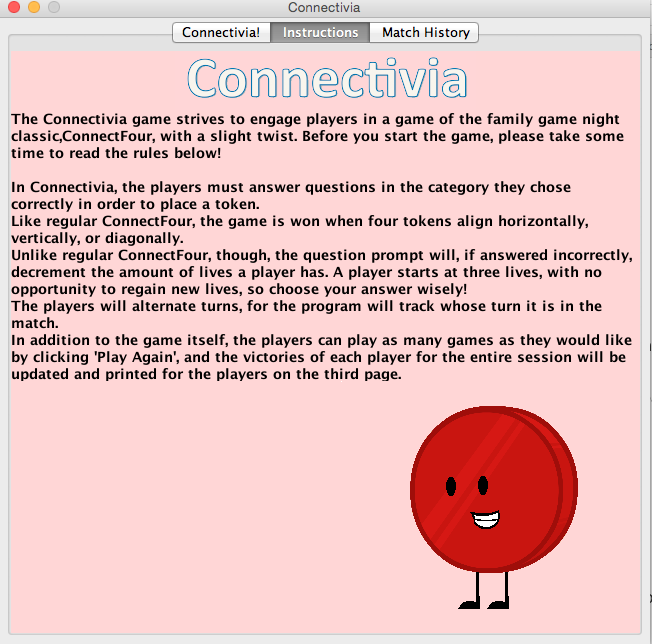 Connectivia
Connectivia! Instructions Match History
Connectivia
The Connectivia game strives to engage players in a game of the family game night
classic,ConnectFour, with a slight twist. Before you start the game, please take some
time to read the rules below!
In Connectivia, the players must answer questions in the category they chose
correctly in order to place a token.
Like regular ConnectFour, the game is won when four tokens align horizontally,
vertically, or diagonally.
Unlike regular ConnectFour, though, the question prompt will, if answered incorrectly,
decrement the amount of lives a player has. A player starts at three lives, with no
opportunity to regain new lives, so choose your answer wisely!
The players will alternate turns, for the program will track whose turn it is in the
match.
In addition to the game itself, the players can play as many games as they would like
by clicking 'Play Again', and the victories of each player for the entire session will be
updated and printed for the players on the third page.